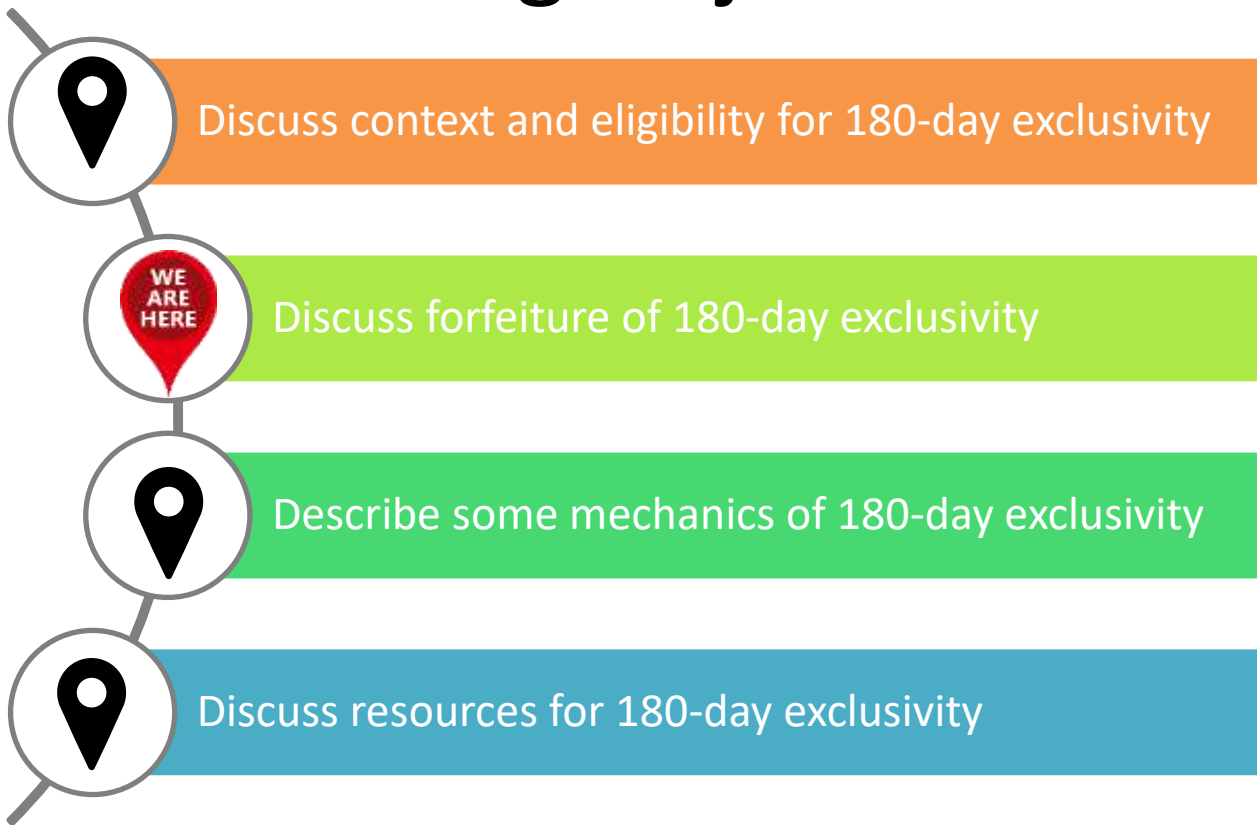 Discuss context and eligibility for 180-day exclusivity
WE
ARE
HERE
Discuss forfeiture of 180-day exclusivity
Describe some mechanics of 180-day exclusivity
Discuss resources for 180-day exclusivity